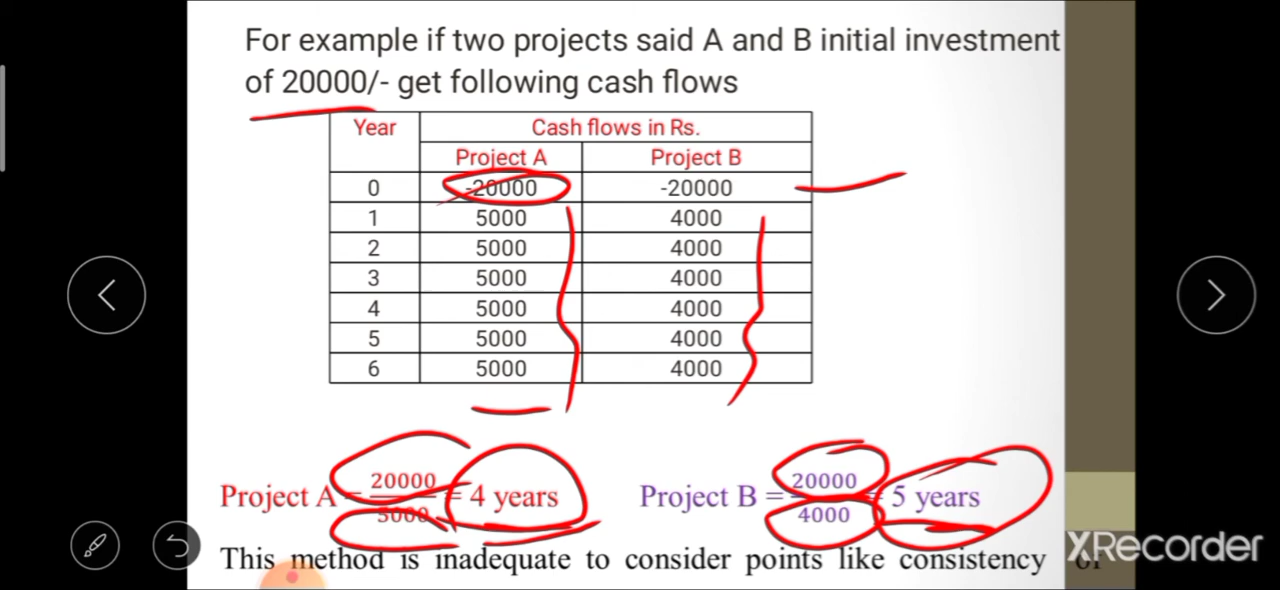 For example if two projects said A and B initial investment
of 20000/- get following cash flows
Year Cash flows in Rs.
Project A Project B
0 -20000 -20000
1 5000 4000
2 5000 4000
3 5000 4000
4 5000 4000
5 5000 4000
6 5000 4000
Project A = 20000/5000 = 4 years Project B = 20000/4000 = 5 years
This method is inadequate to consider points like consistency of
XRecorder